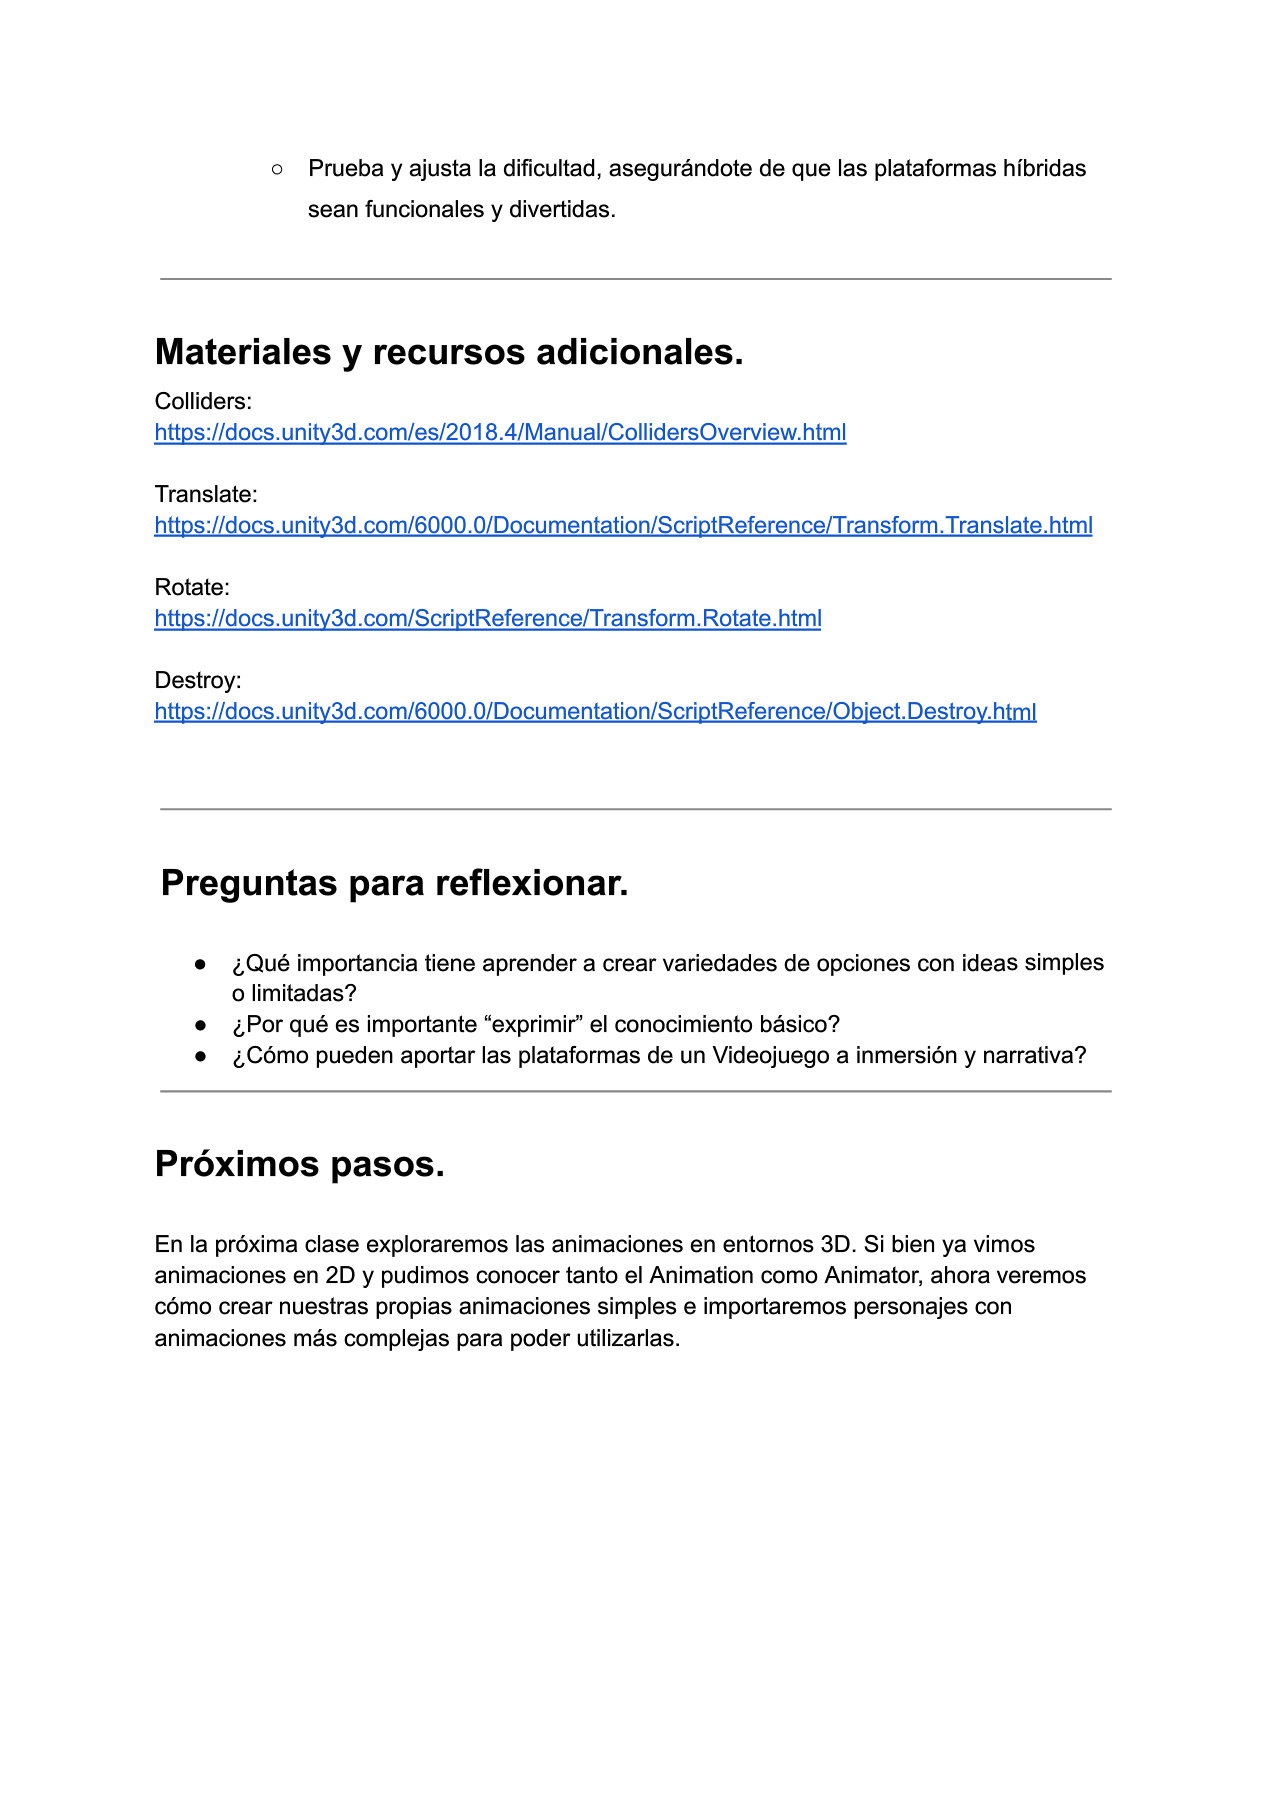 ○ Prueba y ajusta la dificultad, asegurándote de que las plataformas híbridas
sean funcionales y divertidas.
Materiales y recursos adicionales.
Colliders:
https://docs.unity3d.com/es/2018.4/Manual/CollidersOverview.html
Translate:
https://docs.unity3d.com/6000.0/Documentation/ScriptReference/Transform.Translate.html
Rotate:
https://docs.unity3d.com/ScriptReference/Transform.Rotate.html
Destroy:
https://docs.unity3d.com/6000.0/Documentation/ScriptReference/Object.Destroy.html
Preguntas para reflexionar.
● ¿Qué importancia tiene aprender a crear variedades de opciones con ideas simples
o limitadas?
● ¿Por qué es importante “exprimir” el conocimiento básico?
● ¿Cómo pueden aportar las plataformas de un Videojuego a inmersión y narrativa?
Próximos pasos.
En la próxima clase exploraremos las animaciones en entornos 3D. Si bien ya vimos
animaciones en 2D y pudimos conocer tanto el Animation como Animator, ahora veremos
cómo crear nuestras propias animaciones simples e importaremos personajes con
animaciones más complejas para poder utilizarlas.